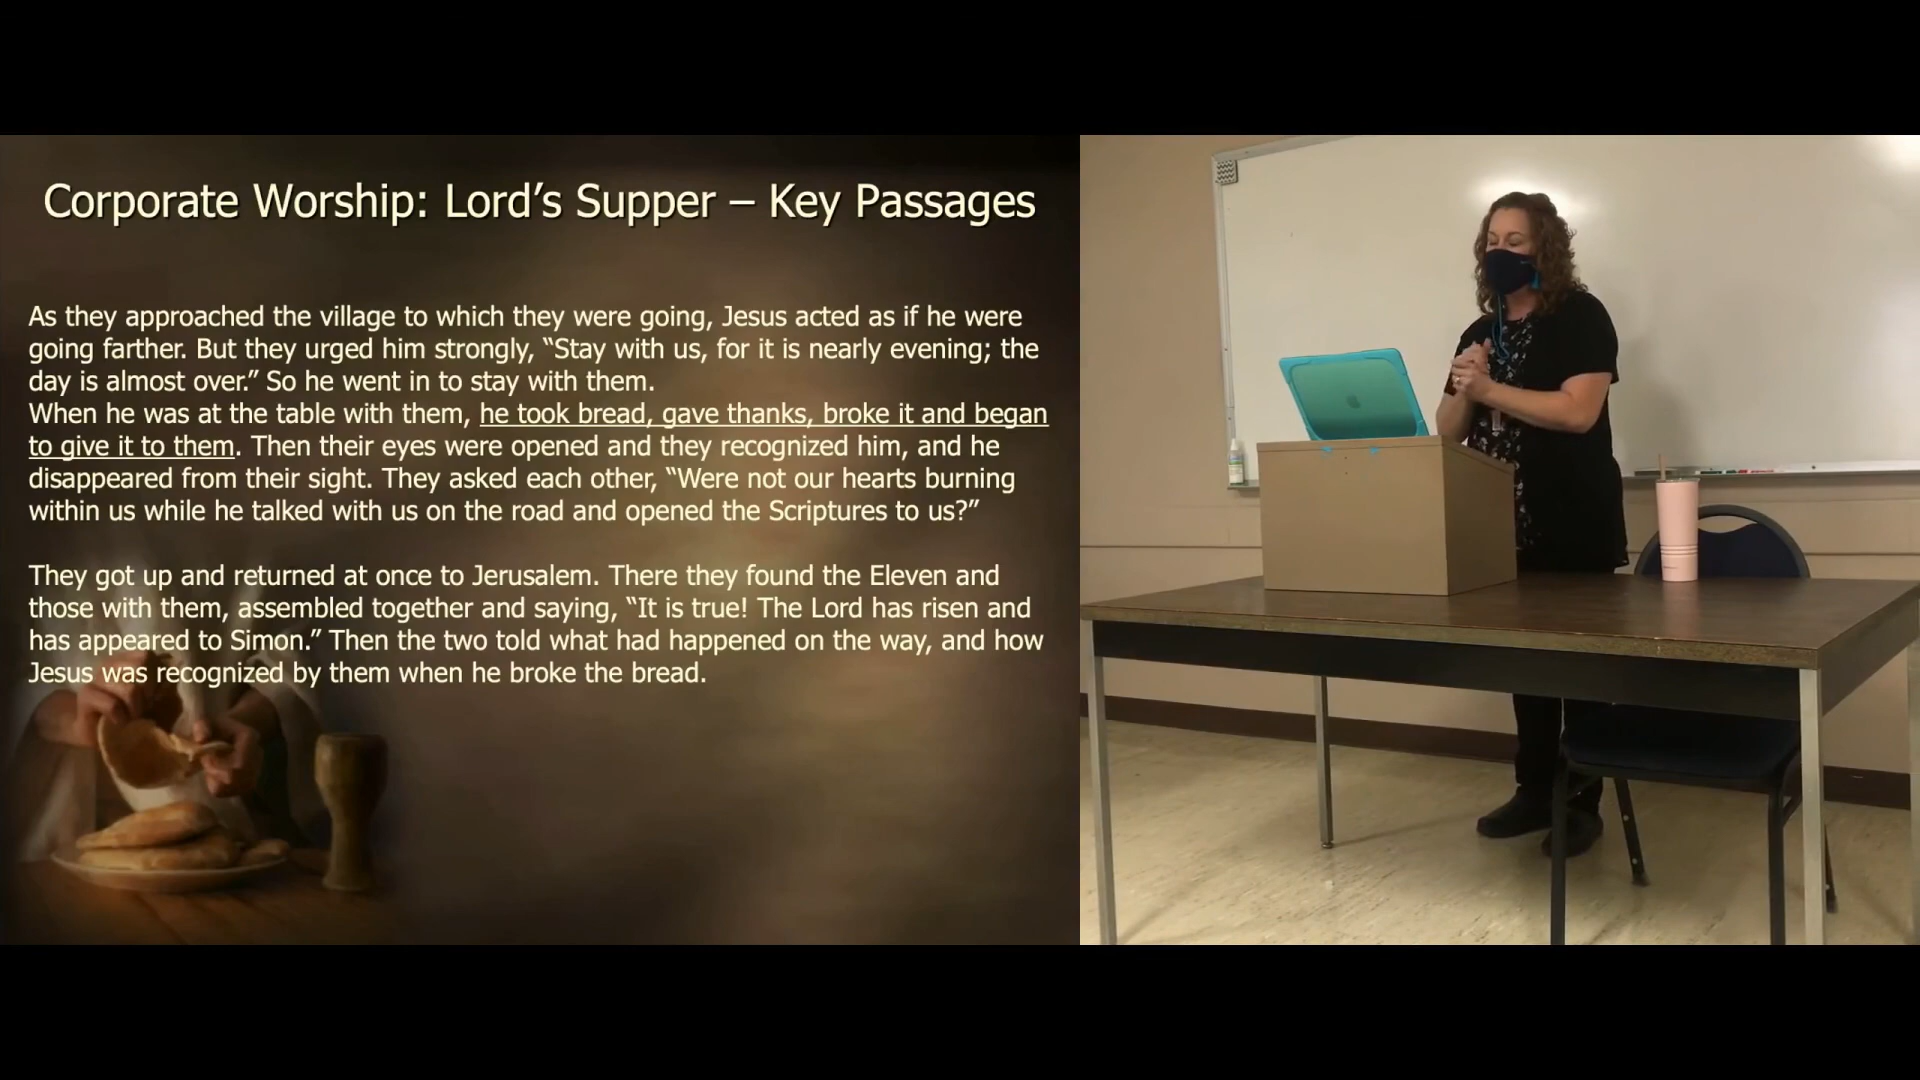 Corporate Worship: Lord’s Supper – Key Passages
As they approached the village to which they were going, Jesus acted as if he were
going farther. But they urged him strongly, “Stay with us, for it is nearly evening; the
day is almost over.” So he went in to stay with them.
When he was at the table with them, he took bread, gave thanks, broke it and began
to give it to them. Then their eyes were opened and they recognized him, and he
disappeared from their sight. They asked each other, “Were not our hearts burning
within us while he talked with us on the road and opened the Scriptures to us?”
They got up and returned at once to Jerusalem. There they found the Eleven and
those with them, assembled together and saying, “It is true! The Lord has risen and
has appeared to Simon.” Then the two told what had happened on the way, and how
Jesus was recognized by them when he broke the bread.